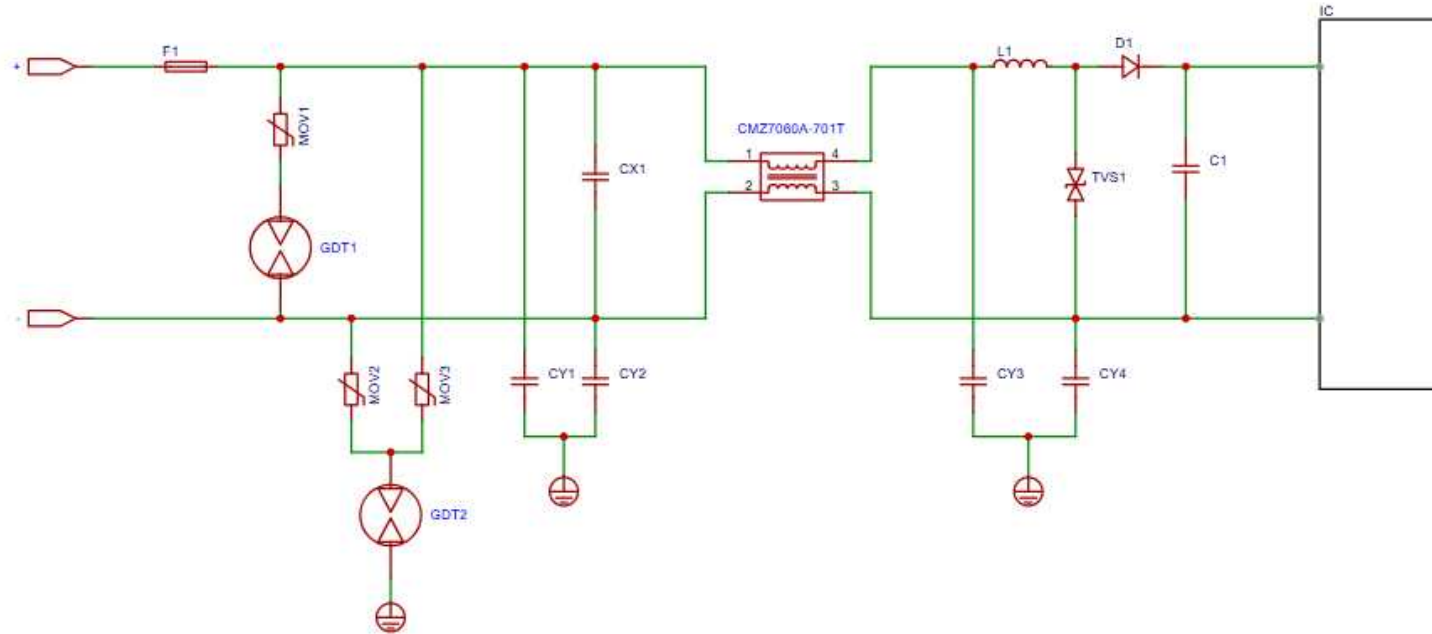 IC
F1
L1
D1
+
MOV1
CMZ7060A-701T
1
4
CX1
C1
2
3
TVS1
GDT1
-
MOV2
MOV3
CY1
CY2
CY3
CY4
GDT2